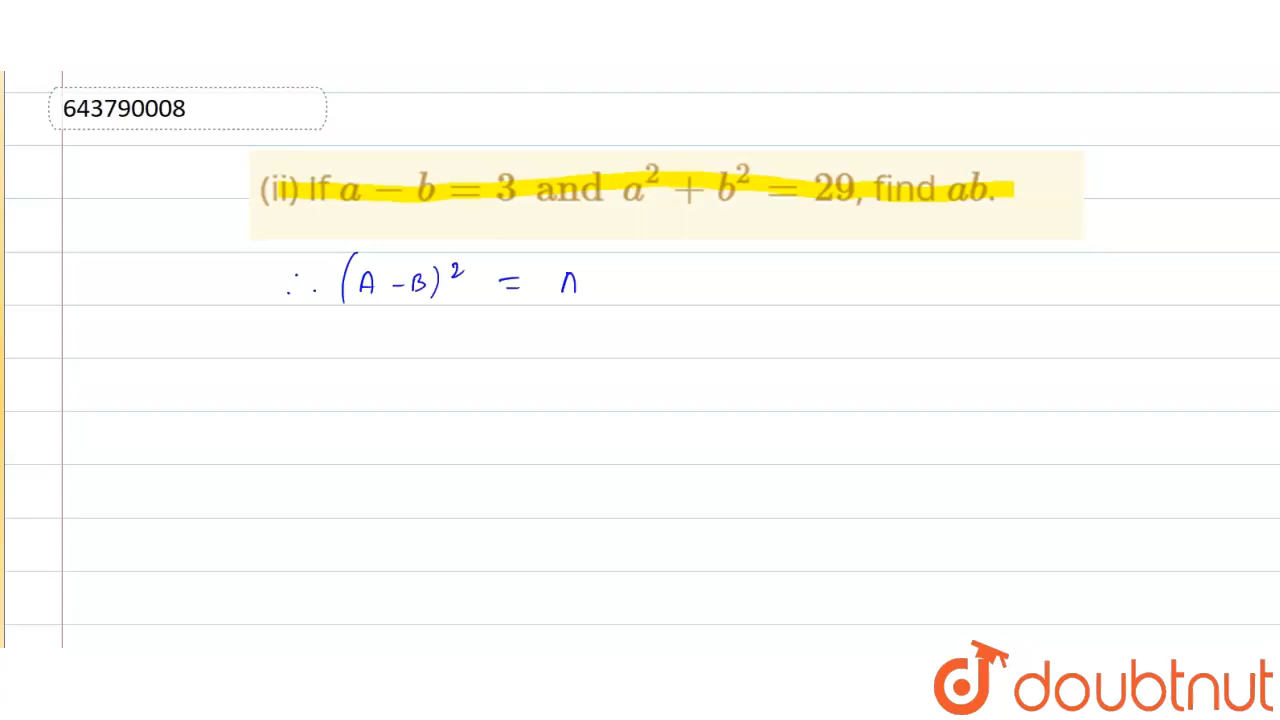 643790008
(ii) If a − b = 3 and a² + b² = 29, find ab.
∴ (A − B)² = A
doubtnut